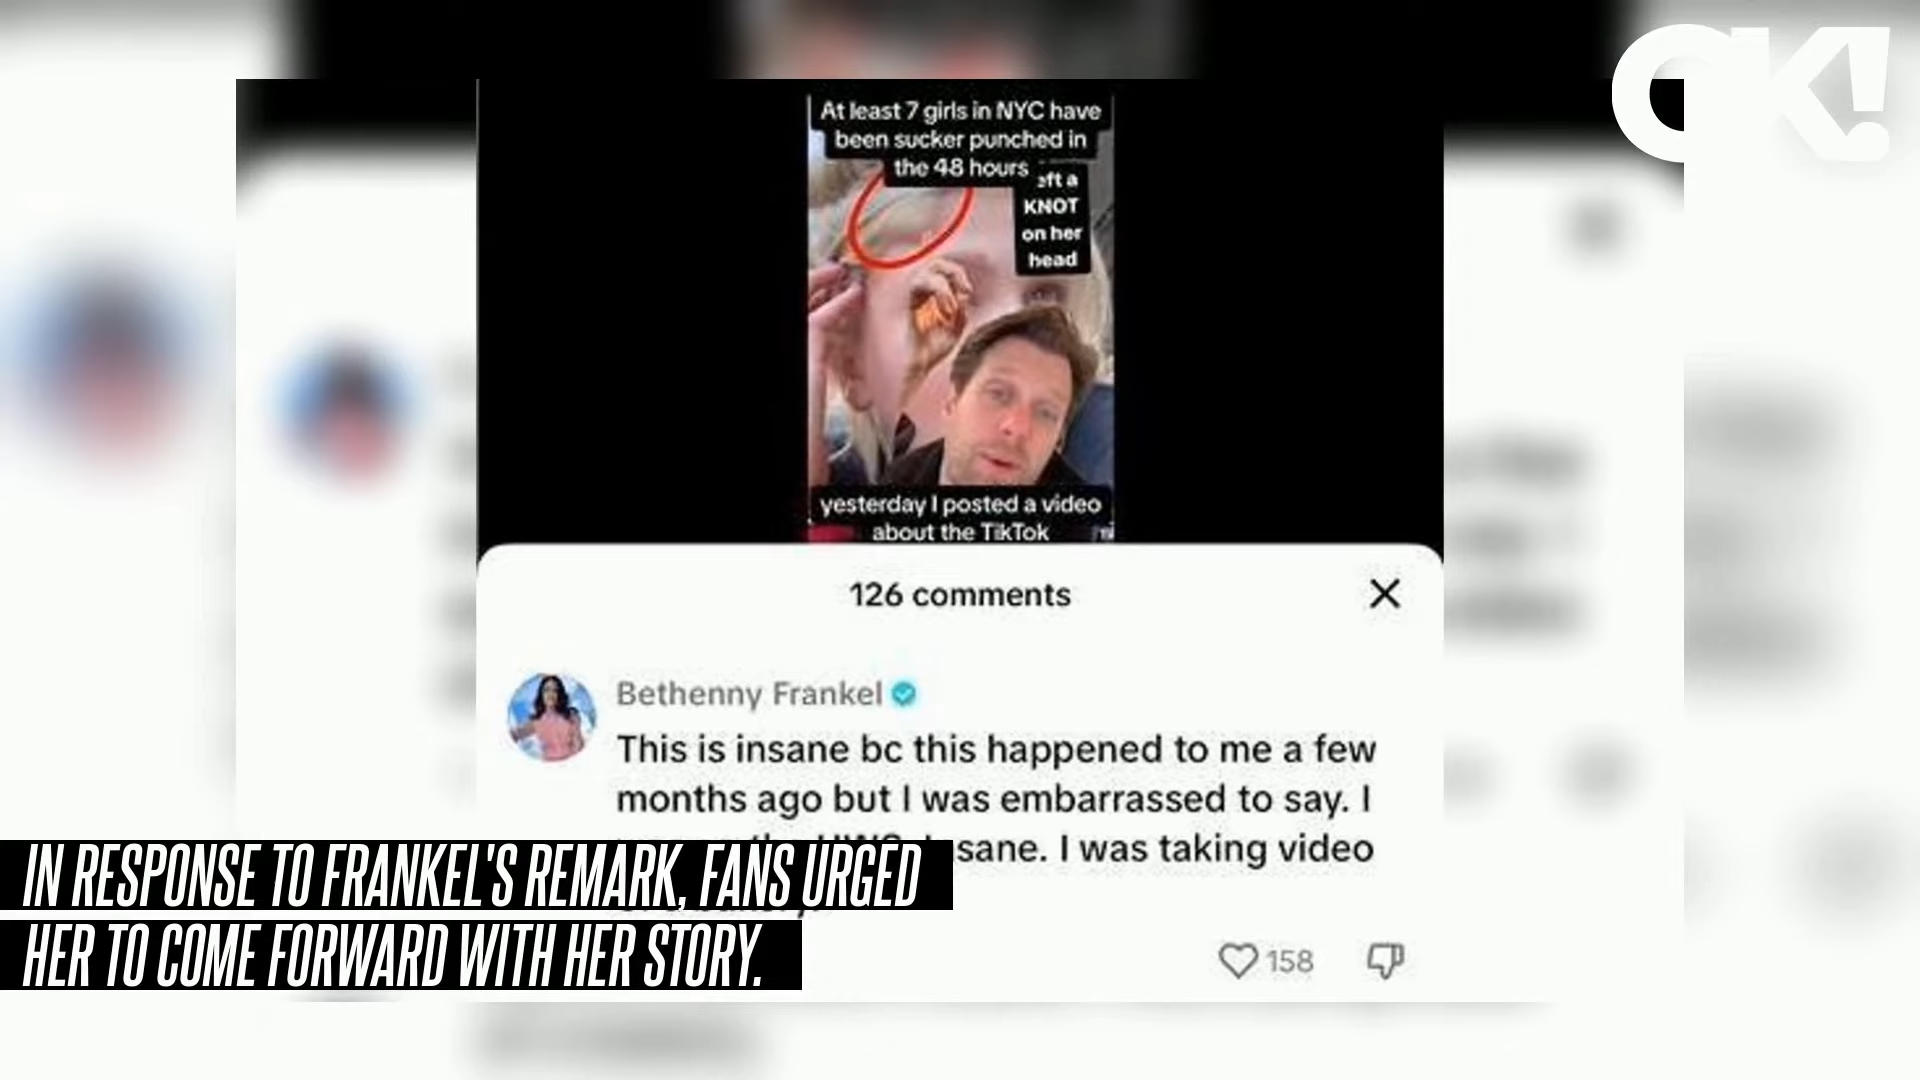 OK!
At least 7 girls in NYC have
been sucker punched in
the 48 hours
eft a
KNOT
on her
head
yesterday I posted a video
about the TikTok
126 comments
Bethenny Frankel
This is insane bc this happened to me a few
months ago but I was embarrassed to say. I
insane. I was taking video
IN RESPONSE TO FRANKEL'S REMARK, FANS URGED
HER TO COME FORWARD WITH HER STORY.
158